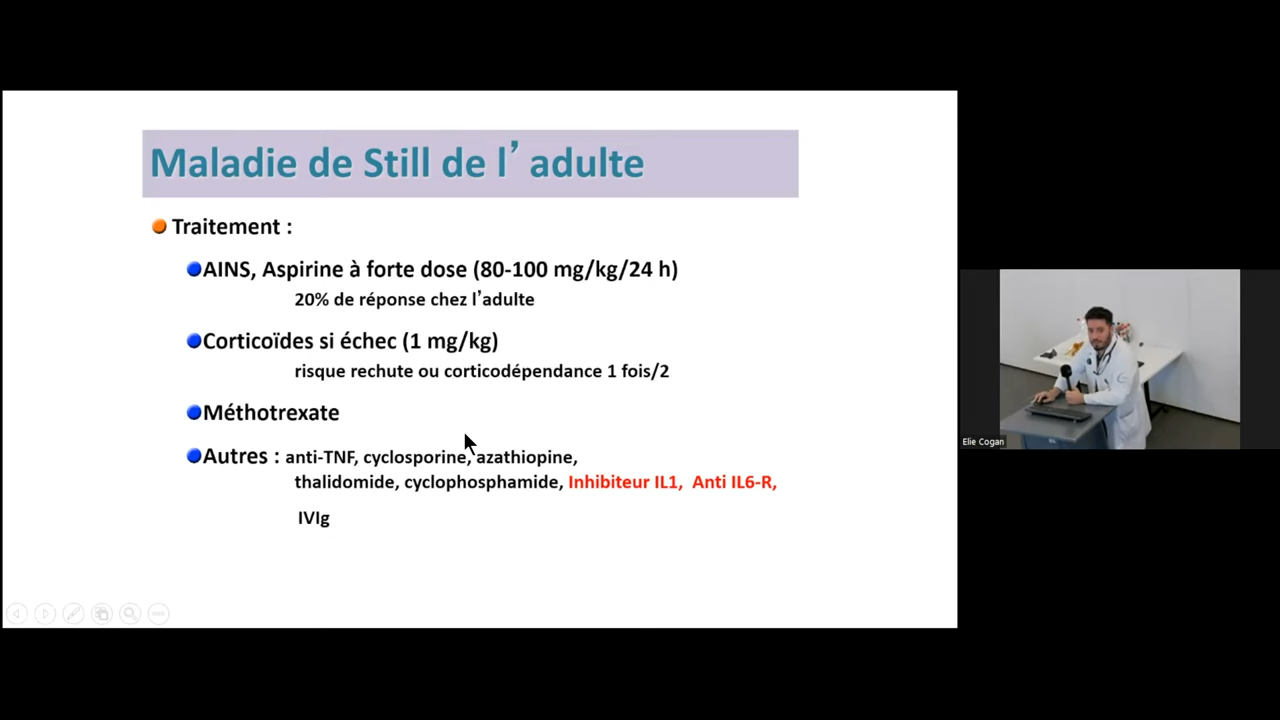 Maladie de Still de l’adulte
Traitement :
AINS, Aspirine à forte dose (80-100 mg/kg/24 h)
20% de réponse chez l’adulte
Corticoïdes si échec (1 mg/kg)
risque rechute ou corticodépendance 1 fois/2
Méthotrexate
Autres : anti-TNF, cyclosporine, azathiopine,
thalidomide, cyclophosphamide, Inhibiteur IL1, Anti IL6-R,
IVIg
Elie Cogan